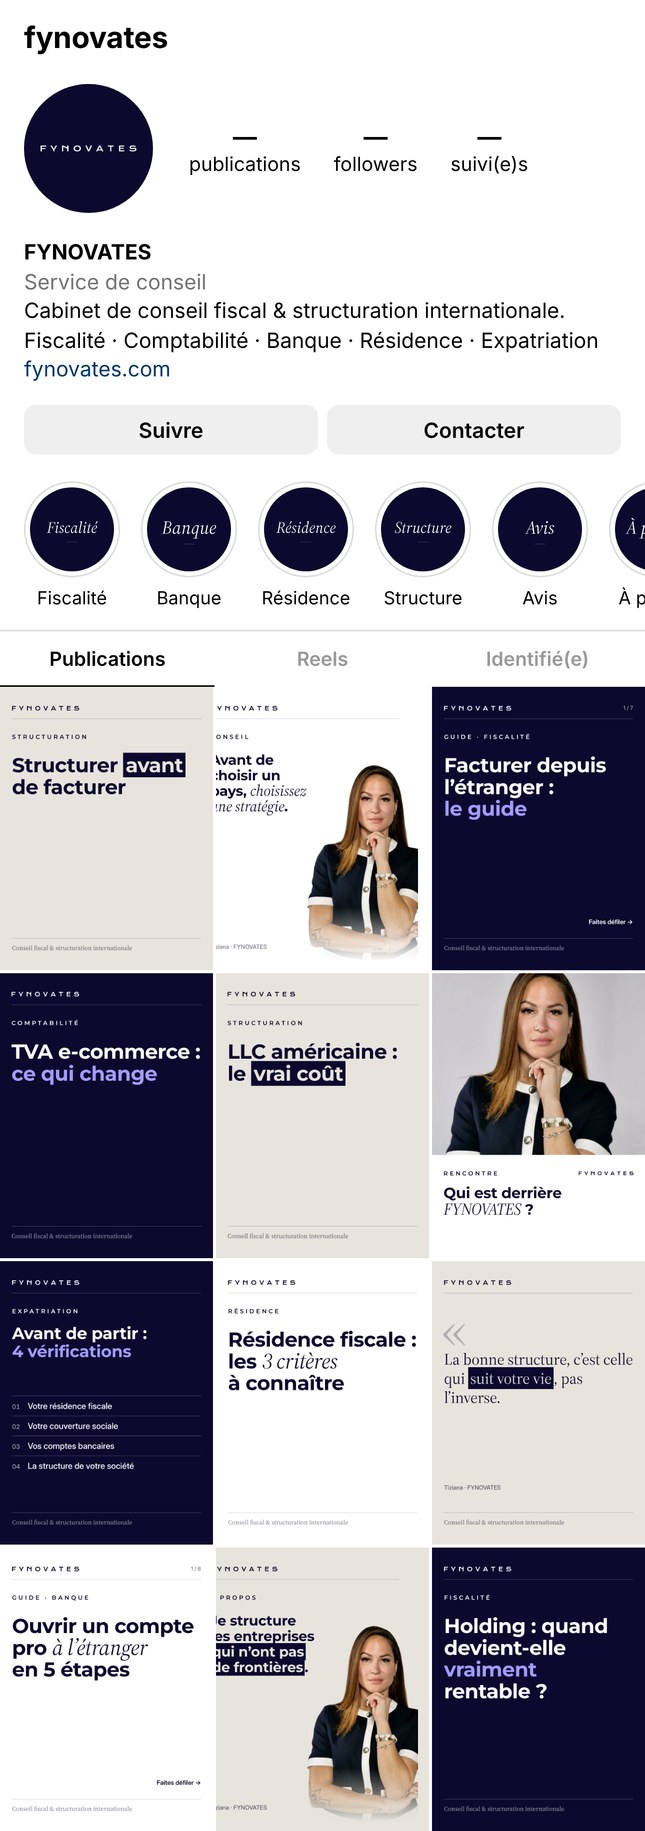 fynovates
FYNOVATES
publications
followers
suivi(e)s
FYNOVATES
Service de conseil
Cabinet de conseil fiscal & structuration internationale.
Fiscalité · Comptabilité · Banque · Résidence · Expatriation
fynovates.com
Suivre
Contacter
Fiscalité
Banque
Résidence
Structure
Avis
À p
Fiscalité
Banque
Résidence
Structure
Avis
À p
Publications
Reels
Identifié(e)
FYNOVATES
STRUCTURATION
Structurer avant
de facturer
Conseil fiscal & structuration internationale
YNOVATES
ONSEIL
Avant de
choisir un
pays, choisissez
une stratégie.
ziana · FYNOVATES
FYNOVATES
1/7
GUIDE · FISCALITÉ
Facturer depuis
l’étranger :
le guide
Faites défiler →
Conseil fiscal & structuration internationale
FYNOVATES
COMPTABILITÉ
TVA e-commerce :
ce qui change
Conseil fiscal & structuration internationale
FYNOVATES
STRUCTURATION
LLC américaine :
le vrai coût
Conseil fiscal & structuration internationale
RENCONTRE
FYNOVATES
Qui est derrière
FYNOVATES ?
FYNOVATES
EXPATRIATION
Avant de partir :
4 vérifications
01 Votre résidence fiscale
02 Votre couverture sociale
03 Vos comptes bancaires
04 La structure de votre société
Conseil fiscal & structuration internationale
FYNOVATES
RÉSIDENCE
Résidence fiscale :
les 3 critères
à connaître
Conseil fiscal & structuration internationale
FYNOVATES
«
La bonne structure, c’est celle
qui suit votre vie, pas
l’inverse.
Tiziana · FYNOVATES
Conseil fiscal & structuration internationale
FYNOVATES
1/6
GUIDE · BANQUE
Ouvrir un compte
pro à l’étranger
en 5 étapes
Faites défiler →
Conseil fiscal & structuration internationale
YNOVATES
PROPOS
Je structure
es entreprises
qui n’ont pas
de frontières.
ziana · FYNOVATES
FYNOVATES
FISCALITÉ
Holding : quand
devient-elle
vraiment
rentable ?
Conseil fiscal & structuration internationale